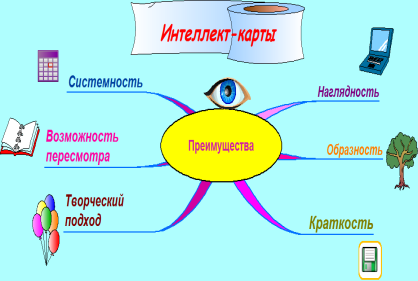 Интеллект-карты
Системность
Наглядность
Возможность
пересмотра
Преимущества
Образность
Творческий
подход
Краткость